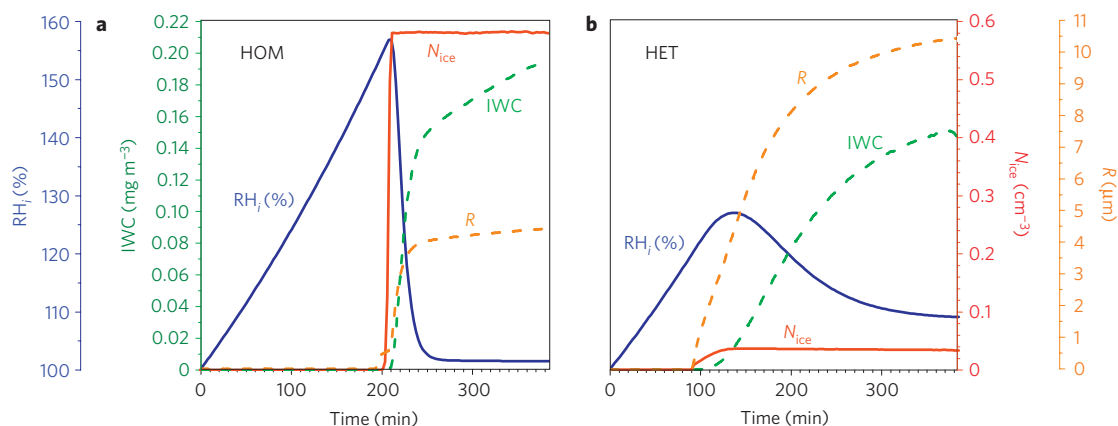 a
HOM
RH𝑖 (%)
160
150
140
130
120
110
100
IWC (mg m⁻³)
0.22
0.20
0.18
0.16
0.14
0.12
0.10
0.08
0.06
0.04
0.02
0
N_ice
IWC
RH𝑖 (%)
R
0 100 200 300
Time (min)
b
HET
R
IWC
RH𝑖 (%)
N_ice
0 100 200 300
Time (min)
N_ice (cm⁻³)
0.6
0.5
0.4
0.3
0.2
0.1
0
R (μm)
11
10
9
8
7
6
5
4
3
2
1
0